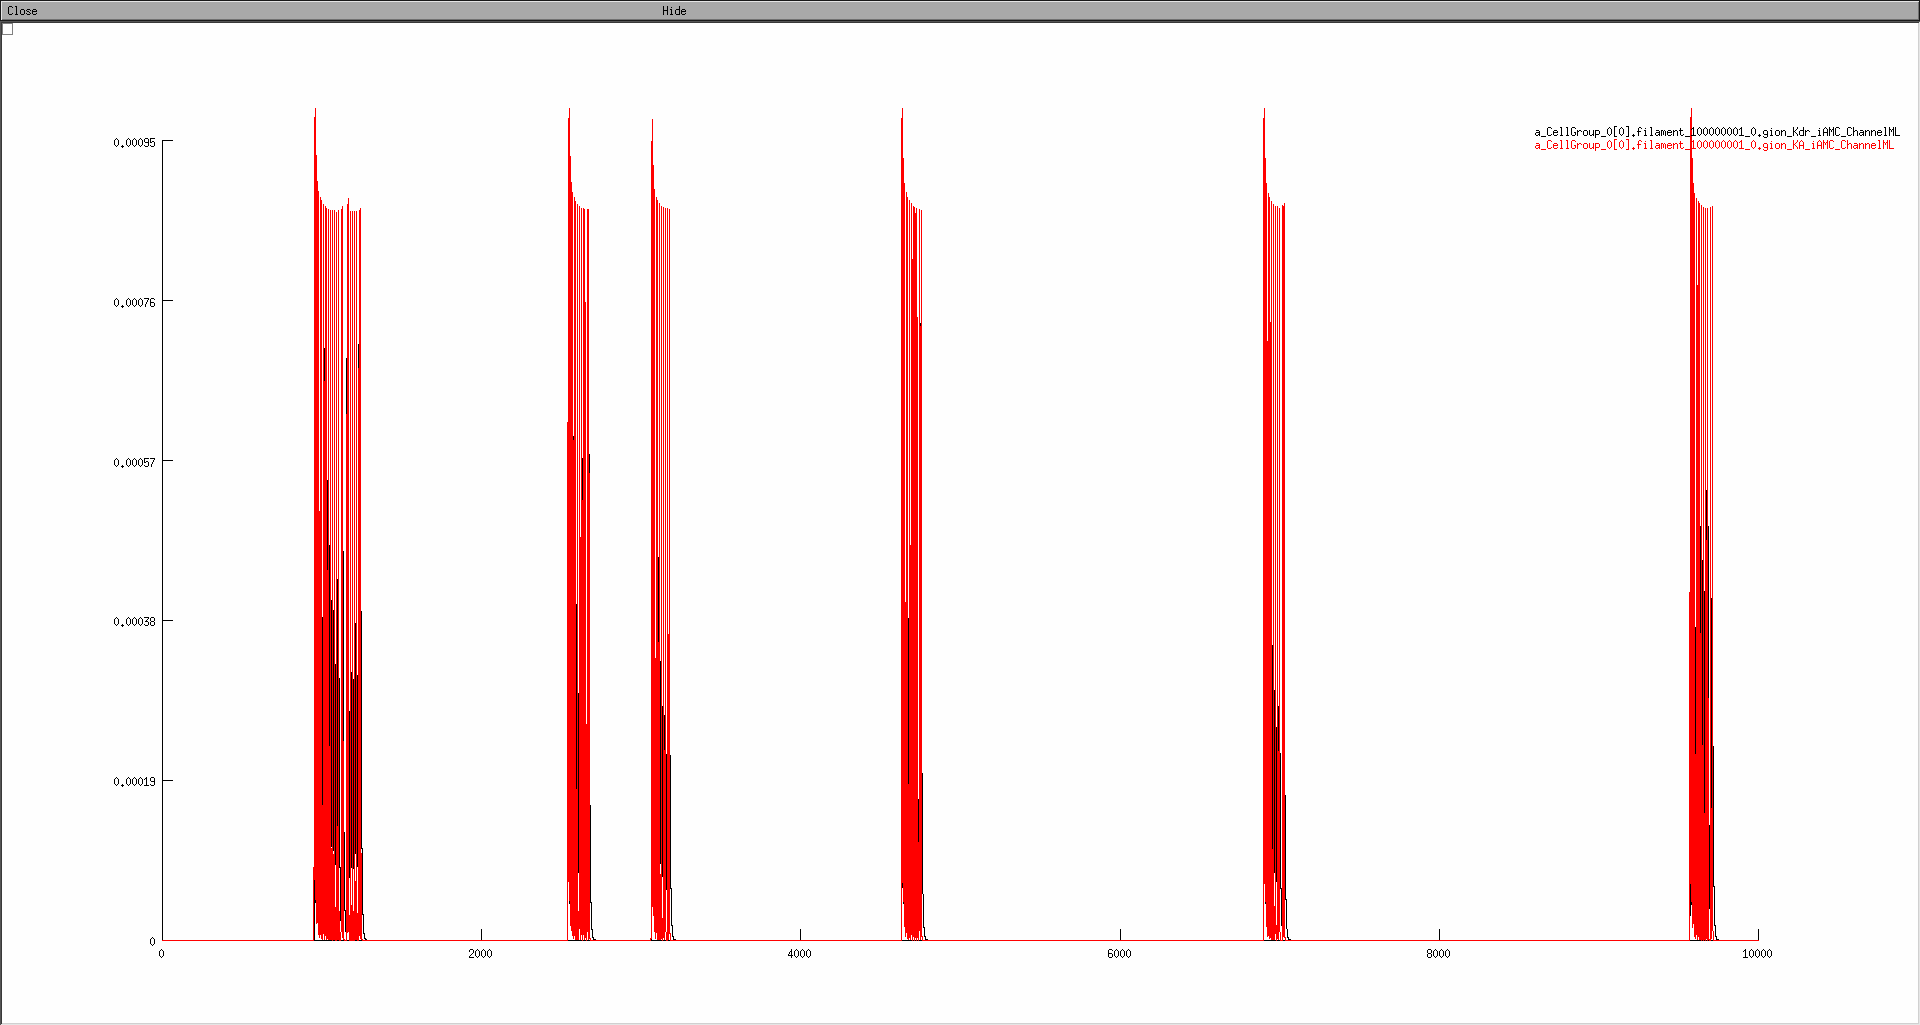 Close Hide
a_CellGroup_0[0].filament_100000001_0.gion_Kdr_iAMC_ChannelML
a_CellGroup_0[0].filament_100000001_0.gion_KA_iAMC_ChannelML
0.00095
0.00076
0.00057
0.00038
0.00019
0
0 2000 4000 6000 8000 10000